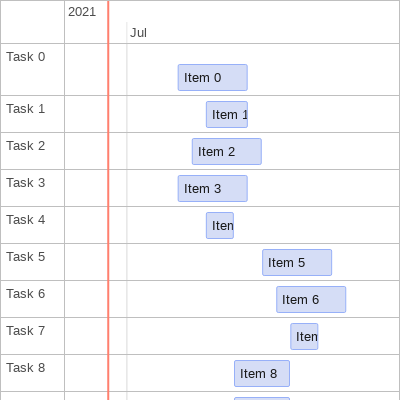 2021
Jul
Task 0
Item 0
Task 1
Item 1
Task 2
Item 2
Task 3
Item 3
Task 4
Iten
Task 5
Item 5
Task 6
Item 6
Task 7
Iten
Task 8
Item 8